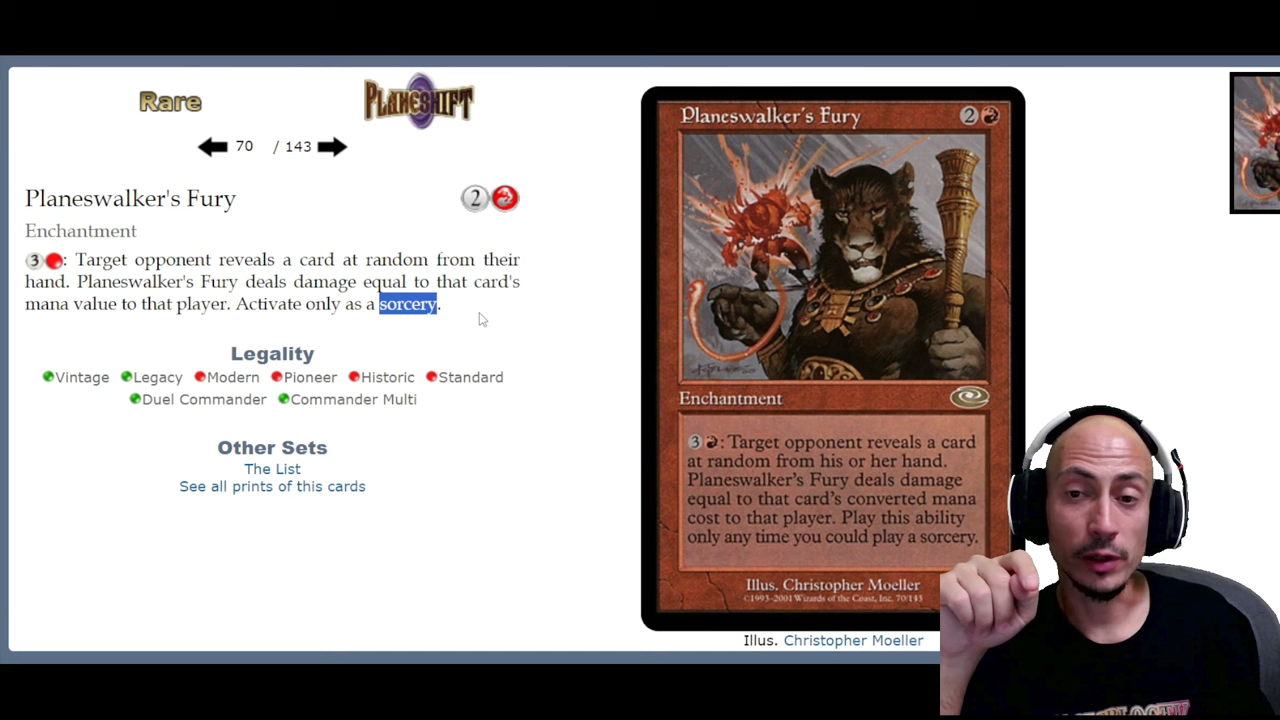 Rare
PLANESHIFT
70 / 143
Planeswalker's Fury
2
Enchantment
3 : Target opponent reveals a card at random from their
hand. Planeswalker's Fury deals damage equal to that card's
mana value to that player. Activate only as a sorcery.
Legality
Vintage Legacy Modern Pioneer Historic Standard
Duel Commander Commander Multi
Other Sets
The List
See all prints of this cards
Planeswalker's Fury 2
Enchantment
3 : Target opponent reveals a card
at random from his or her hand.
Planeswalker's Fury deals damage
equal to that card's converted mana
cost to that player. Play this ability
only any time you could play a sorcery.
Illus. Christopher Moeller
©1993-2001 Wizards of the Coast, Inc. 70/143
Illus. Christopher Moeller